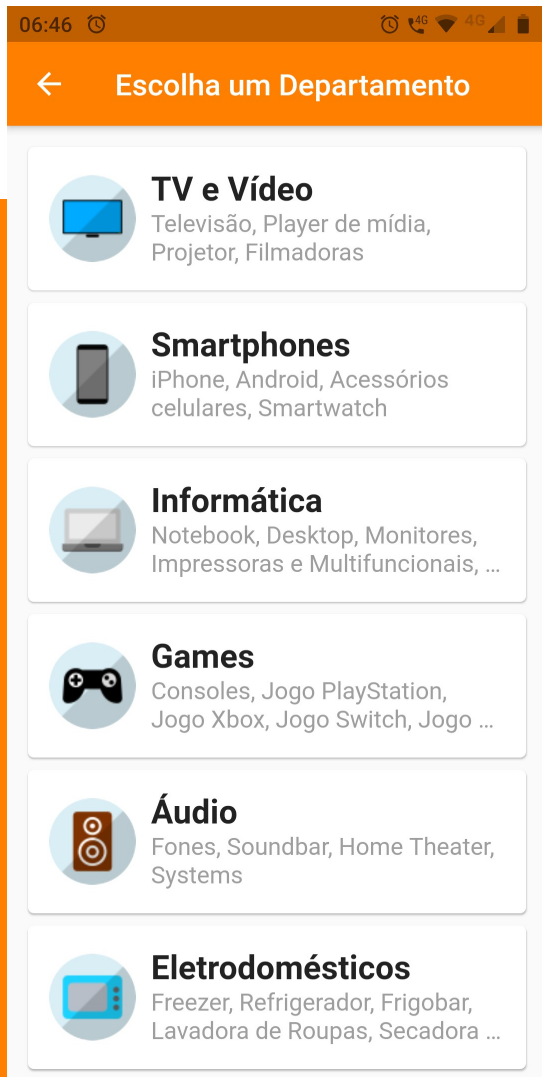 06:46
4G 4G
Escolha um Departamento
TV e Vídeo
Televisão, Player de mídia,
Projetor, Filmadoras
Smartphones
iPhone, Android, Acessórios
celulares, Smartwatch
Informática
Notebook, Desktop, Monitores,
Impressoras e Multifuncionais, ...
Games
Consoles, Jogo PlayStation,
Jogo Xbox, Jogo Switch, Jogo ...
Áudio
Fones, Soundbar, Home Theater,
Systems
Eletrodomésticos
Freezer, Refrigerador, Frigobar,
Lavadora de Roupas, Secadora ...